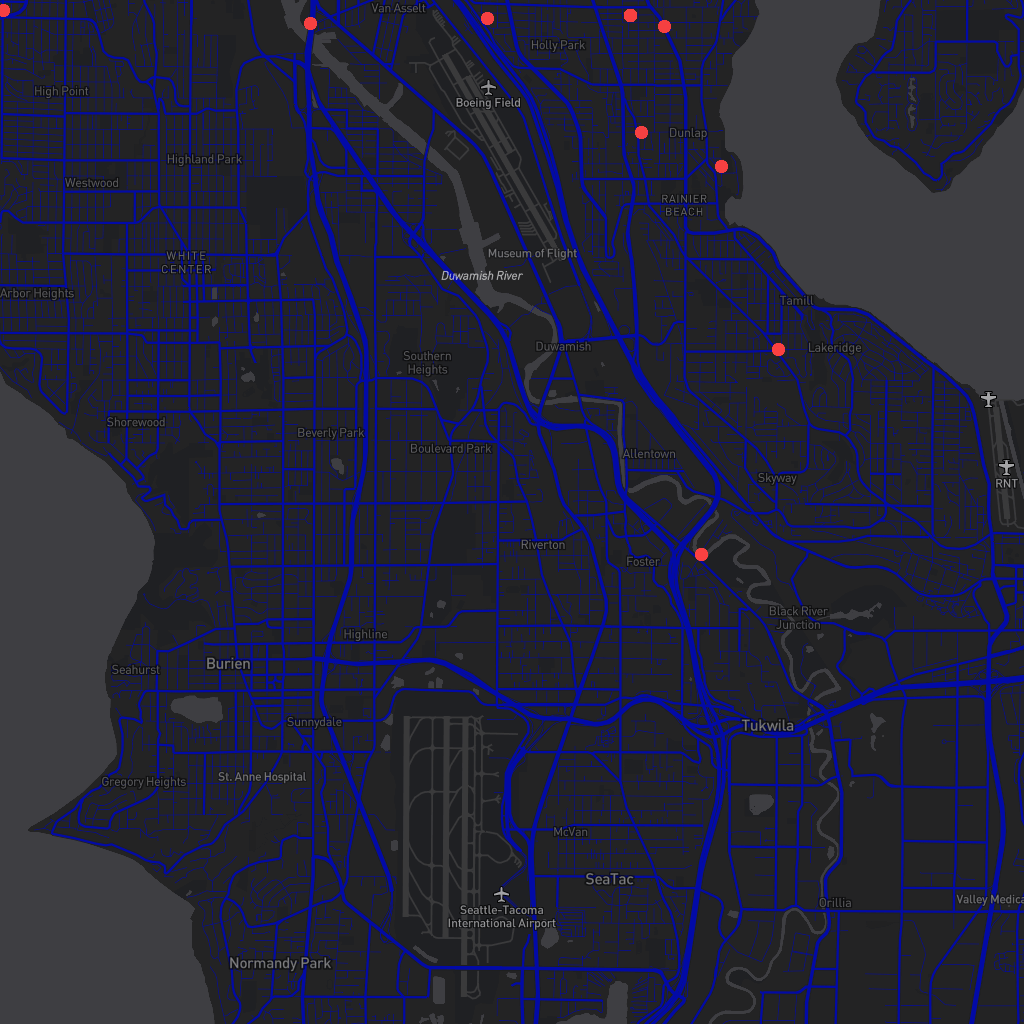 Van Asselt
Holly Park
High Point
Boeing Field
Dunlap
Highland Park
Westwood
RAINIER
BEACH
Museum of Flight
WHITE
CENTER
Duwamish River
Arbor Heights
Tamill
Duwamish
Lakeridge
Southern
Heights
Shorewood
Beverly Park
Boulevard Park
Allentown
Skyway
RNT
Riverton
Foster
Black River
Junction
Highline
Burien
Seahurst
Sunnydale
Tukwila
St. Anne Hospital
Gregory Heights
McVan
SeaTac
Seattle-Tacoma
International Airport
Orillia
Valley Medica
Normandy Park